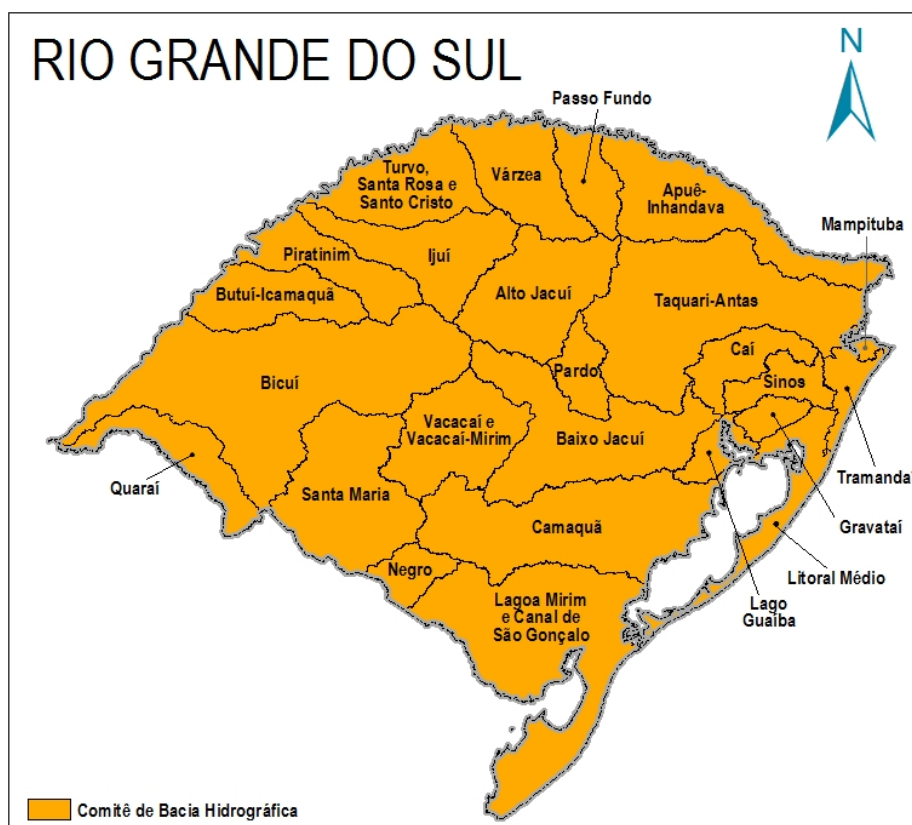 RIO GRANDE DO SUL
N
Passo Fundo
Turvo,
Santa Rosa e
Santo Cristo
Várzea
Apuê-
Inhandava
Mampituba
Piratinim
Ijuí
Butuí-Icamaquã
Alto Jacuí
Taquari-Antas
Caí
Bicuí
Pardo
Sinos
Vacacaí e
Vacacaí-Mirim
Baixo Jacuí
Quaraí
Santa Maria
Tramandaí
Camaquã
Gravataí
Negro
Litoral Médio
Lagoa Mirim
e Canal de
São Gonçalo
Lago
Guaíba
Comitê de Bacia Hidrográfica